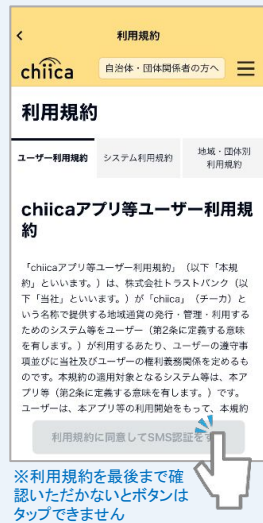 利用規約
chiica
自治体・団体関係者の方へ
利用規約
ユーザー利用規約
システム利用規約
地域・団体別
利用規約
chiicaアプリ等ユーザー利用規
約
「chiicaアプリ等ユーザー利用規約」（以下「本規
約」といいます。）は、株式会社トラストバンク（以
下「当社」といいます。）が「chiica」（チーカ）と
いう名称で提供する地域通貨の発行・管理・利用する
ためのシステム等をユーザー（第2条に定義する意味
を有します。）が利用するあたり、ユーザーの遵守事
項並びに当社及びユーザーの権利義務関係を定めるも
のです。本規約の適用対象となるシステム等は、本ア
プリ等（第2条に定義する意味を有します。）です。
ユーザーは、本アプリ等の利用開始をもって、本規約
利用規約に同意してSMS認証をす
※利用規約を最後まで確
認いただかないとボタンは
タップできません